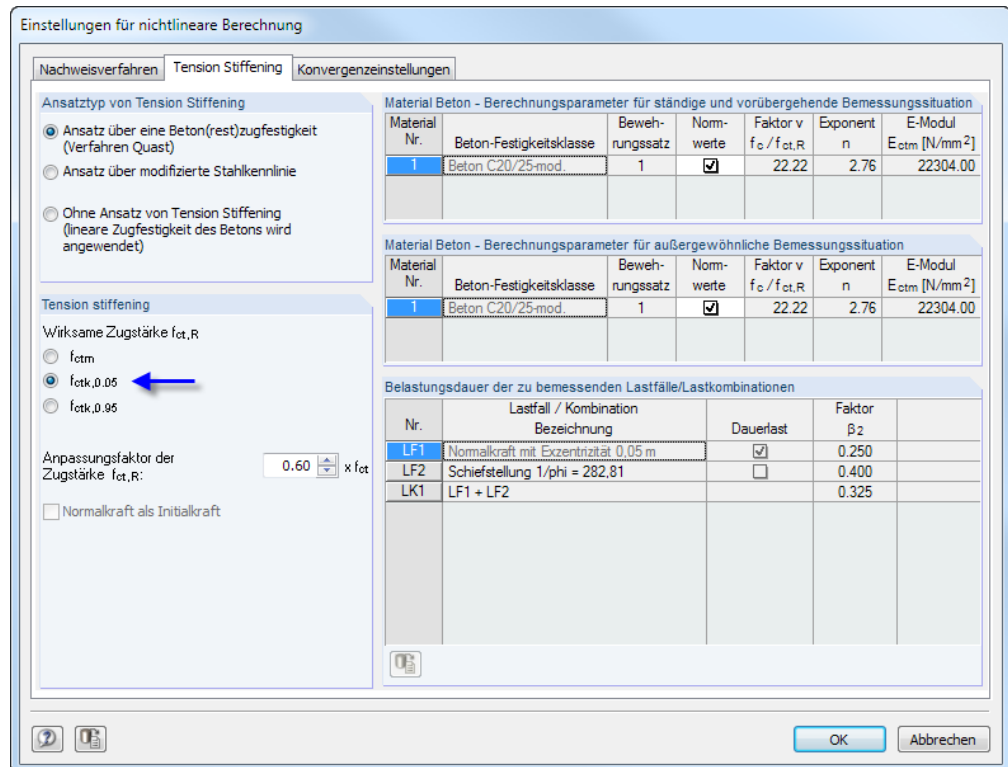 Einstellungen für nichtlineare Berechnung
Nachweisverfahren Tension Stiffening Konvergenzeinstellungen
Ansatztyp von Tension Stiffening
Ansatz über eine Beton(rest)zugfestigkeit
(Verfahren Quast)
Ansatz über modifizierte Stahlkennlinie
Ohne Ansatz von Tension Stiffening
(lineare Zugfestigkeit des Betons wird
angewendet)
Tension stiffening
Wirksame Zugstärke fct,R
fctm
fctk,0.05
fctk,0.95
Anpassungsfaktor der
Zugstärke fct,R: 0.60 x fct
Normalkraft als Initialkraft
Material Beton - Berechnungsparameter für ständige und vorübergehende Bemessungssituation
Material Beweh- Norm- Faktor v Exponent E-Modul
Nr. Beton-Festigkeitsklasse rungssatz werte fc/fct,R n Ectm [N/mm²]
1 Beton C20/25-mod. 1 22.22 2.76 22304.00
Material Beton - Berechnungsparameter für außergewöhnliche Bemessungssituation
Material Beweh- Norm- Faktor v Exponent E-Modul
Nr. Beton-Festigkeitsklasse rungssatz werte fc/fct,R n Ectm [N/mm²]
1 Beton C20/25-mod. 1 22.22 2.76 22304.00
Belastungsdauer der zu bemessenden Lastfälle/Lastkombinationen
Lastfall / Kombination Faktor
Nr. Bezeichnung Dauerlast β2
LF1 Normalkraft mit Exzentrizität 0,05 m 0.250
LF2 Schiefstellung 1/phi = 282,81 0.400
LK1 LF1 + LF2 0.325
OK Abbrechen